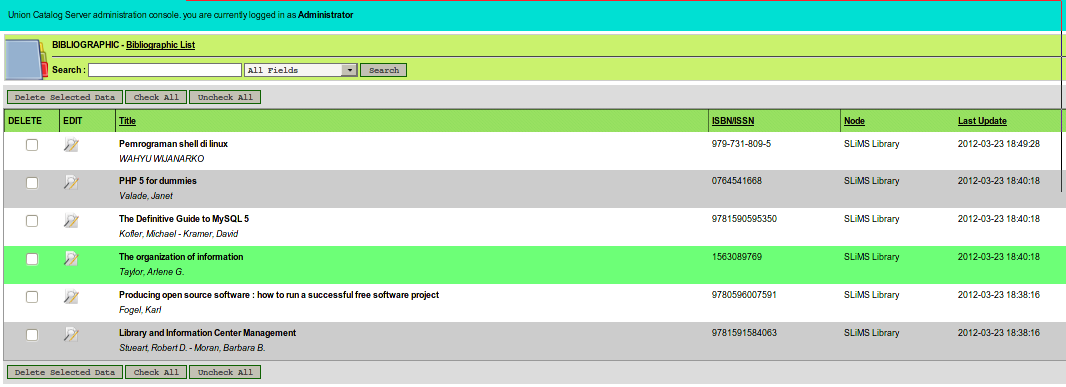 Union Catalog Server administration console. you are currently logged in as Administrator
BIBLIOGRAPHIC - Bibliographic List
Search : All Fields Search
Delete Selected Data Check All Uncheck All
DELETE EDIT Title ISBN/ISSN Node Last Update
Pemrograman shell di linux 979-731-809-5 SLiMS Library 2012-03-23 18:49:28
WAHYU WIJANARKO
PHP 5 for dummies 0764541668 SLiMS Library 2012-03-23 18:40:18
Valade, Janet
The Definitive Guide to MySQL 5 9781590595350 SLiMS Library 2012-03-23 18:40:18
Kofler, Michael - Kramer, David
The organization of information 1563089769 SLiMS Library 2012-03-23 18:40:18
Taylor, Arlene G.
Producing open source software : how to run a successful free software project 9780596007591 SLiMS Library 2012-03-23 18:38:16
Fogel, Karl
Library and Information Center Management 9781591584063 SLiMS Library 2012-03-23 18:38:16
Stueart, Robert D. - Moran, Barbara B.
Delete Selected Data Check All Uncheck All